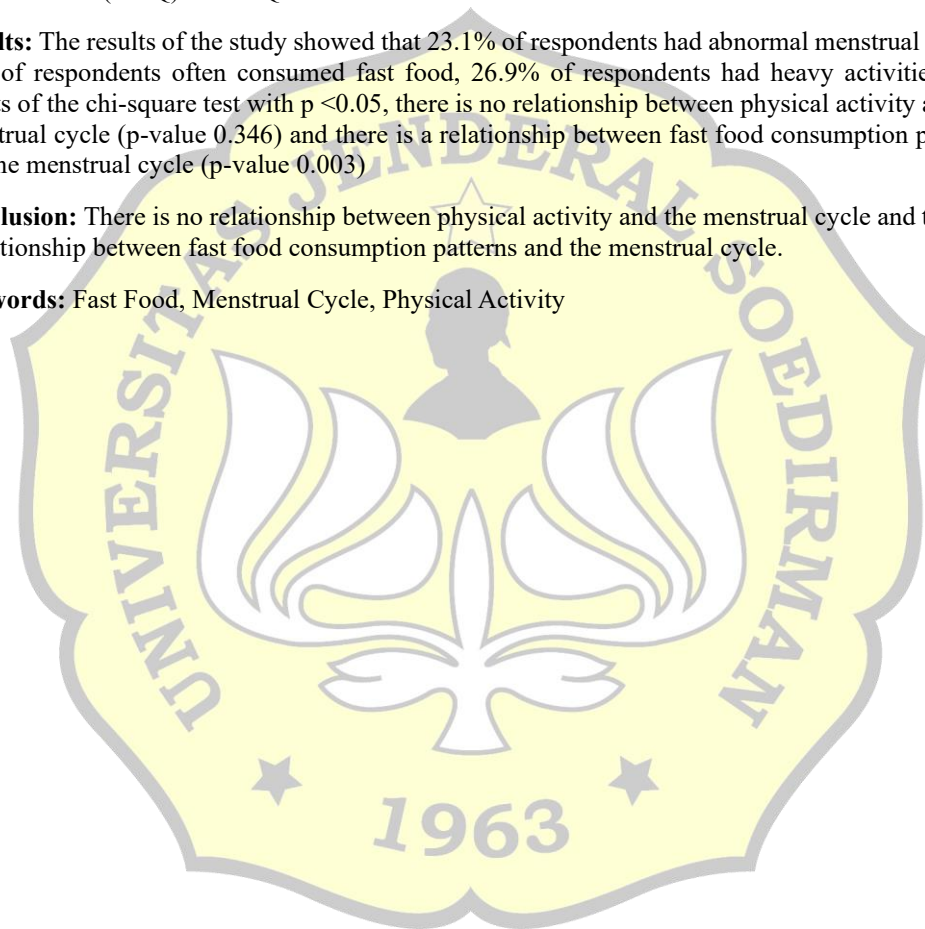 lts: The results of the study showed that 23.1% of respondents had abnormal menstrual
of respondents often consumed fast food, 26.9% of respondents had heavy activitie
ts of the chi-square test with p <0.05, there is no relationship between physical activity a
trual cycle (p-value 0.346) and there is a relationship between fast food consumption p
he menstrual cycle (p-value 0.003)
lusion: There is no relationship between physical activity and the menstrual cycle and t
tionship between fast food consumption patterns and the menstrual cycle.
words: Fast Food, Menstrual Cycle, Physical Activity
UNIVERSITAS JENDERAL SOEDIRMAN
1963